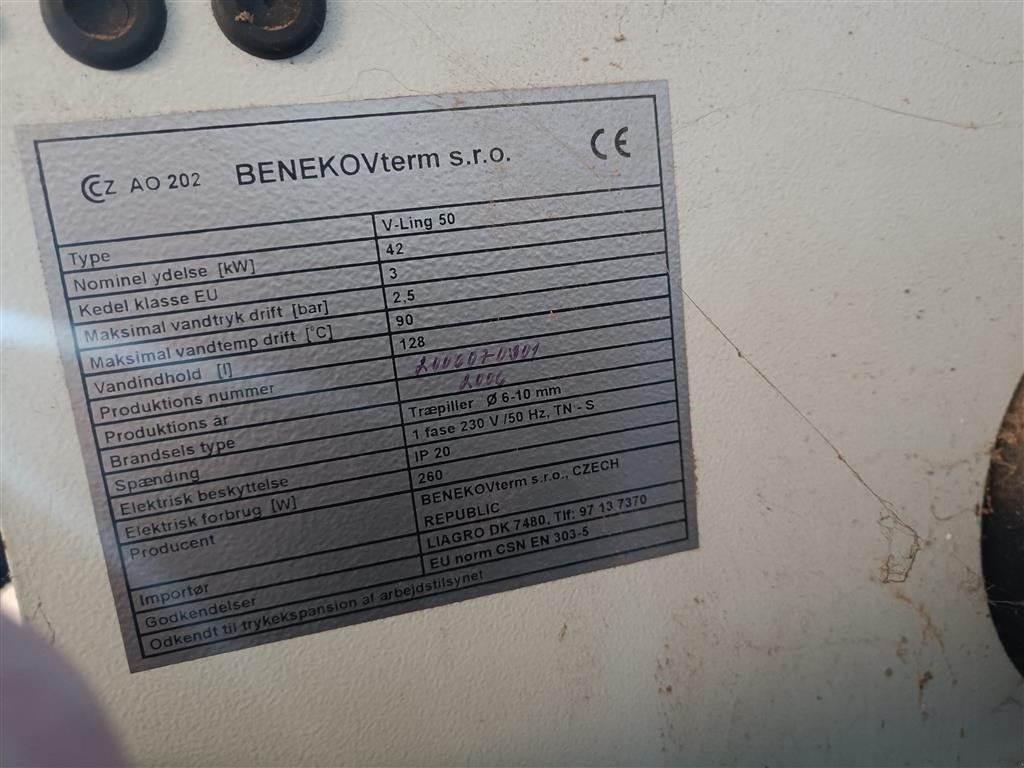 CZ AO 202 BENEKOVterm s.r.o. CE
Type V-Ling 50
Nominel ydelse [kW] 42
Kedel klasse EU 3
Maksimal vandtryk drift [bar] 2,5
Maksimal vandtemp drift [°C] 90
Vandindhold [l] 128
Produktions nummer
Produktions år 2006
Brandsels type Træpiller Ø 6-10 mm
Spænding 1 fase 230 V /50 Hz, TN - S
Elektrisk beskyttelse IP 20
Elektrisk forbrug [W] 260
Producent BENEKOVterm s.r.o., CZECH
REPUBLIC
Importør LIAGRO DK 7480, Tlf: 97 13 7370
Godkendelser EU norm CSN EN 303-5
Odkendt til trykekspansion af arbejdstilsynet